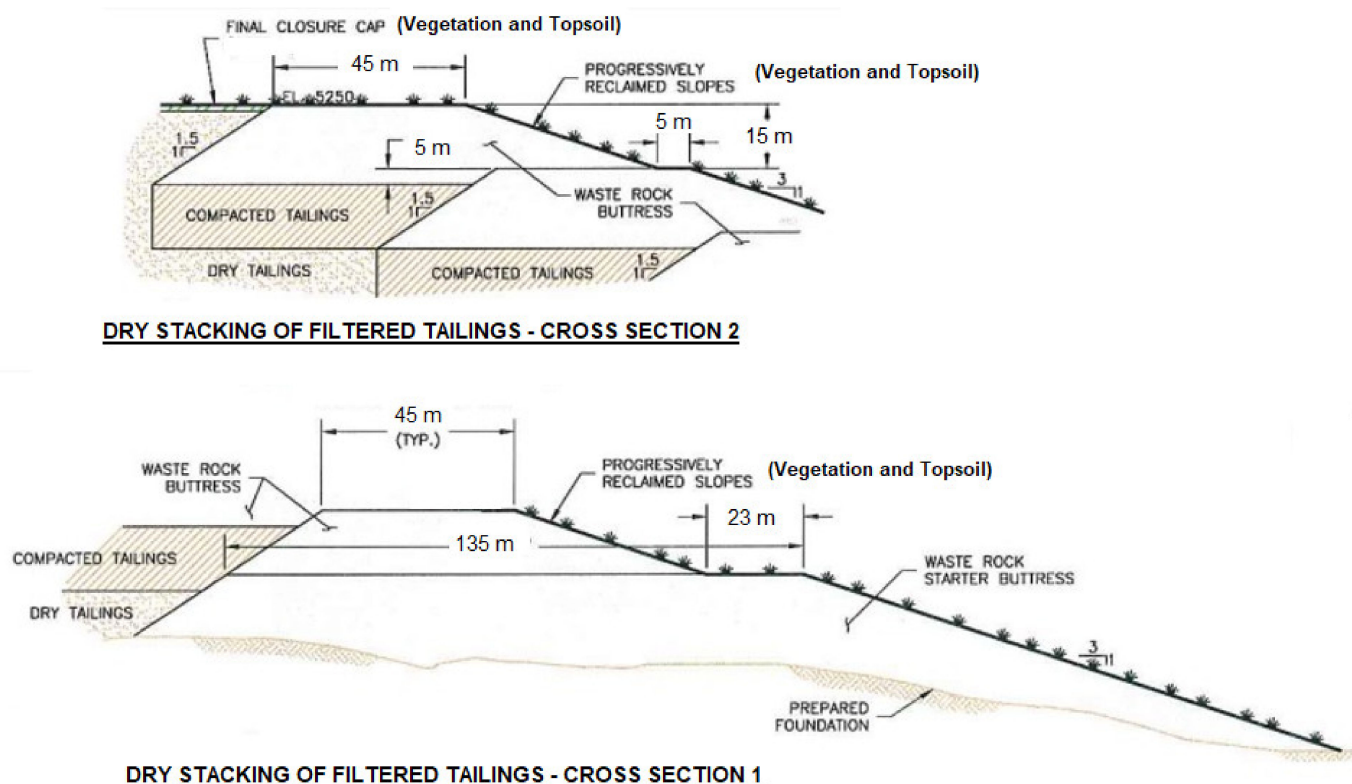 FINAL CLOSURE CAP (Vegetation and Topsoil)
45 m
PROGRESSIVELY
RECLAIMED SLOPES
(Vegetation and Topsoil)
EL. 5250
5 m
15 m
1.5
1
5 m
3
1
WASTE ROCK
BUTTRESS
1.5
1
COMPACTED TAILINGS
DRY TAILINGS
COMPACTED TAILINGS
1.5
1
DRY STACKING OF FILTERED TAILINGS - CROSS SECTION 2
45 m
(TYP.)
WASTE ROCK
BUTTRESS
PROGRESSIVELY
RECLAIMED SLOPES
(Vegetation and Topsoil)
23 m
135 m
COMPACTED TAILINGS
WASTE ROCK
STARTER BUTTRESS
DRY TAILINGS
3
1
PREPARED
FOUNDATION
DRY STACKING OF FILTERED TAILINGS - CROSS SECTION 1